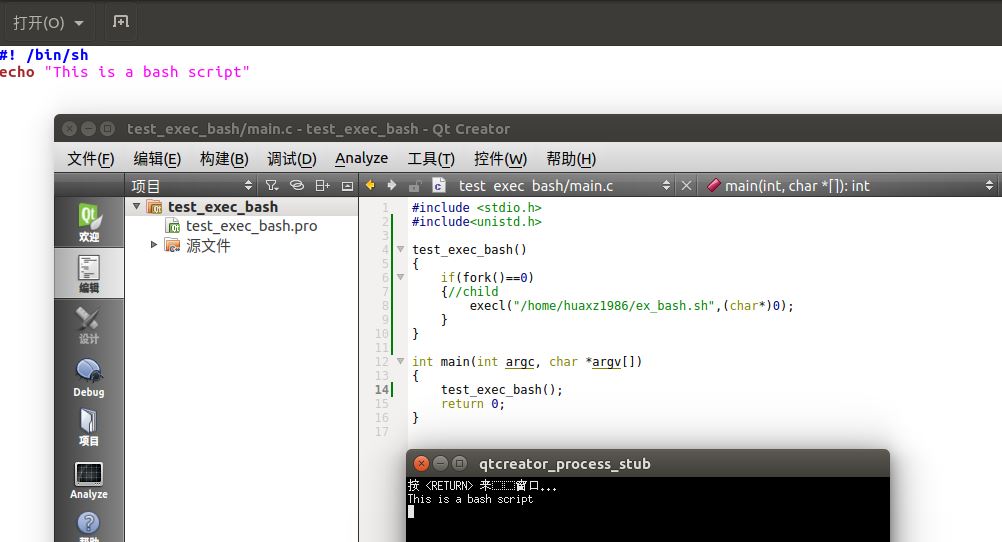 打开(O)
#! /bin/sh
echo "This is a bash script"
test_exec_bash/main.c - test_exec_bash - Qt Creator
文件(F) 编辑(E) 构建(B) 调试(D) Analyze 工具(T) 控件(W) 帮助(H)
项目
test_exec_bash/main.c
main(int, char *[]): int
Qt
欢迎
编辑
设计
Debug
项目
Analyze
帮助
test_exec_bash
test_exec_bash.pro
源文件
1 #include <stdio.h>
2 #include<unistd.h>
3
4 test_exec_bash()
5 {
6 if(fork()==0)
7 {//child
8 execl("/home/huaxz1986/ex_bash.sh",(char*)0);
9 }
10 }
11
12 int main(int argc, char *argv[])
13 {
14 test_exec_bash();
15 return 0;
16 }
17
qtcreator_process_stub
按 <RETURN> 来窗口...
This is a bash script